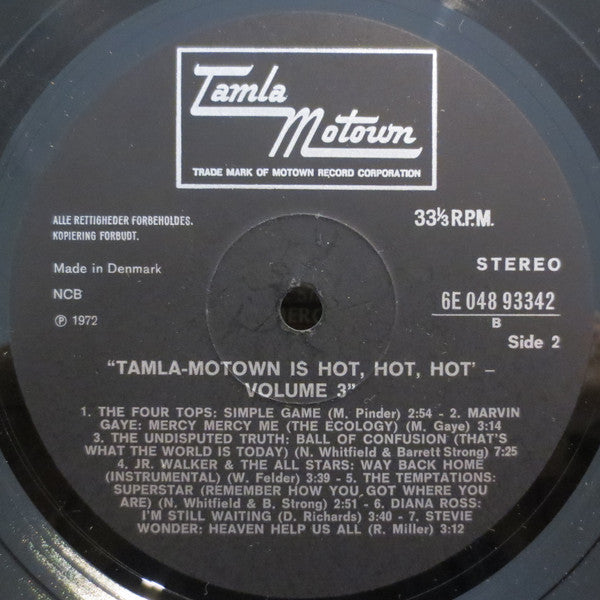 Tamla
Motown
TRADE MARK OF MOTOWN RECORD CORPORATION
ALLE RETTIGHEDER FORBEHOLDES.
KOPIERING FORBUDT.
33⅓ R.P.M.
Made in Denmark
STEREO
NCB
6E 048 93342
B
℗ 1972
Side 2
"TAMLA-MOTOWN IS HOT, HOT, HOT' –
VOLUME 3"
1. THE FOUR TOPS: SIMPLE GAME (M. Pinder) 2:54 - 2. MARVIN
GAYE: MERCY MERCY ME (THE ECOLOGY) (M. Gaye) 3:14
3. THE UNDISPUTED TRUTH: BALL OF CONFUSION (THAT'S
WHAT THE WORLD IS TODAY) (N. Whitfield & Barrett Strong) 7:25
4. JR. WALKER & THE ALL STARS: WAY BACK HOME
(INSTRUMENTAL) (W. Felder) 3:39 - 5. THE TEMPTATIONS:
SUPERSTAR (REMEMBER HOW YOU GOT WHERE YOU
ARE) (N. Whitfield & B. Strong) 2:51 - 6. DIANA ROSS:
I'M STILL WAITING (D. Richards) 3:40 - 7. STEVIE
WONDER: HEAVEN HELP US ALL (R. Miller) 3:12